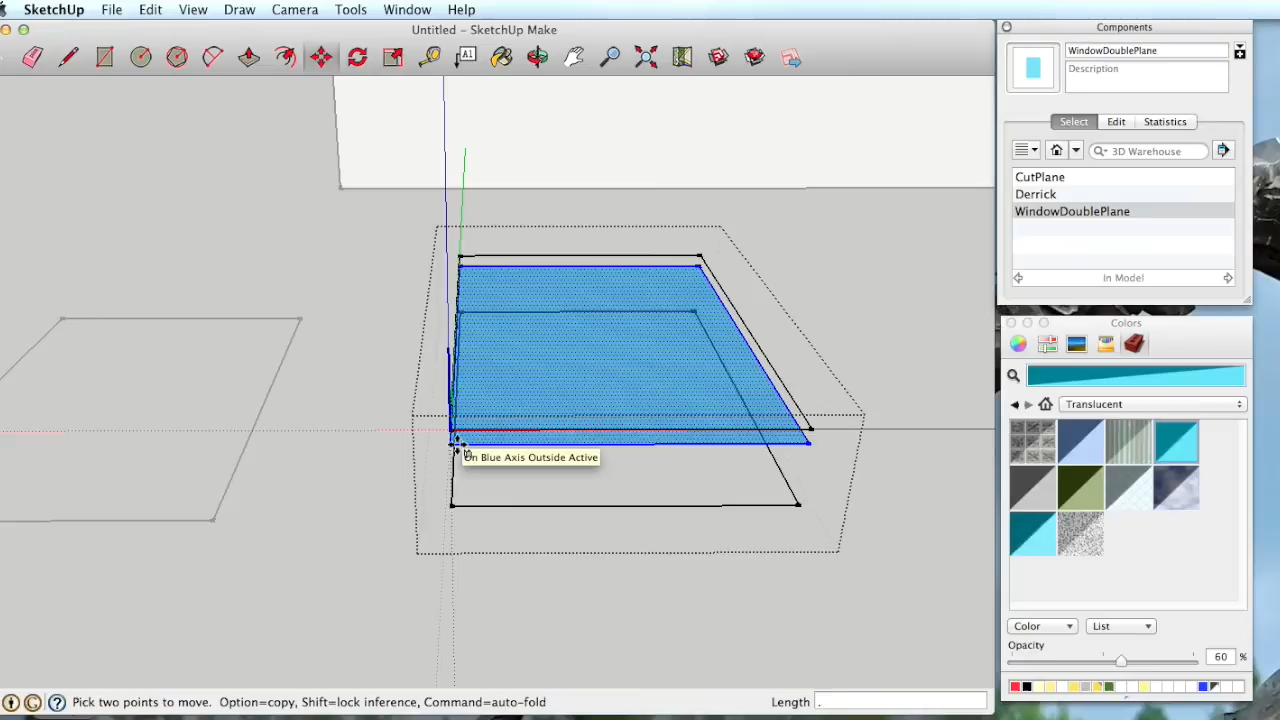 SketchUp File Edit View Draw Camera Tools Window Help
Untitled - SketchUp Make
A1
On Blue Axis Outside Active
Pick two points to move. Option=copy, Shift=lock inference, Command=auto-fold
Length .
Components
WindowDoublePlane
Description
Select Edit Statistics
3D Warehouse
CutPlane
Derrick
WindowDoublePlane
In Model
Colors
Translucent
Color List
Opacity
60 %